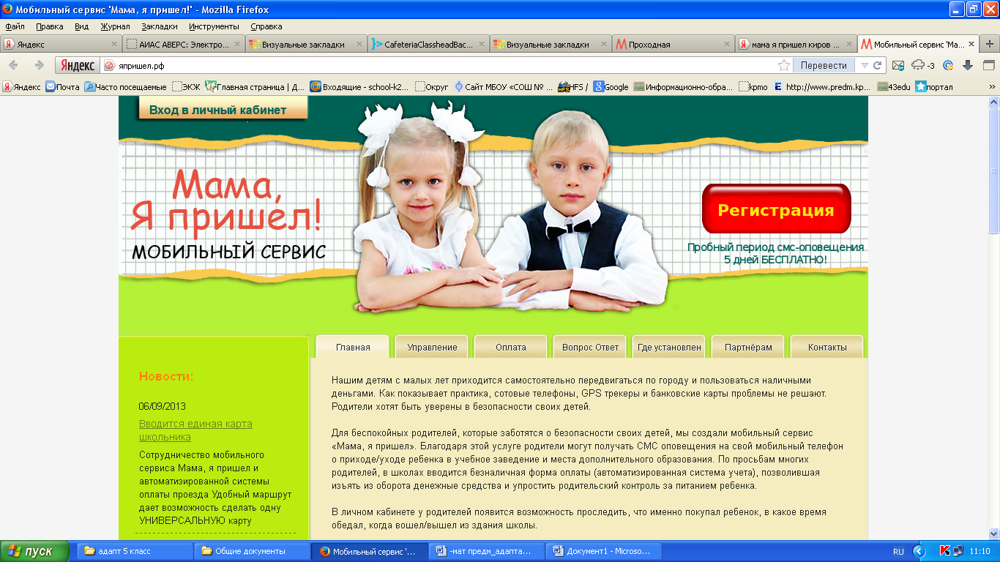 Мобильный сервис 'Мама, я пришел!' - Mozilla Firefox
Файл Правка Вид Журнал Закладки Инструменты Справка
Яндекс
АИАС АВЕРС: Электро...
Визуальные закладки
CafeteriaClassheadBac...
Визуальные закладки
Проходная
мама я пришел киров ...
Мобильный сервис 'Ма...
Яндекс япришел.рф Перевести -3
Яндекс Почта Часто посещаемые ЭКЖ Главная страница | Д... Входящие - school-k2... Округ Сайт МБОУ «СОШ № ... HFS / Google Информационно-обра... kpmo http://www.predm.kp... 43edu портал »
Вход в личный кабинет
Мама,
Я пришёл!
МОБИЛЬНЫЙ СЕРВИС
Регистрация
Пробный период смс-оповещения
5 дней БЕСПЛАТНО!
Главная Управление Оплата Вопрос Ответ Где установлен Партнёрам Контакты
Новости:
06/09/2013
Вводится единая карта
школьника
Сотрудничество мобильного
сервиса Мама, я пришел и
автоматизированной системы
оплаты проезда Удобный маршрут
дает возможность сделать одну
УНИВЕРСАЛЬНУЮ карту
Нашим детям с малых лет приходится самостоятельно передвигаться по городу и пользоваться наличными
деньгами. Как показывает практика, сотовые телефоны, GPS трекеры и банковские карты проблемы не решают.
Родители хотят быть уверены в безопасности своих детей.
Для беспокойных родителей, которые заботятся о безопасности своих детей, мы создали мобильный сервис
«Мама, я пришел». Благодаря этой услуге родители могут получать СМС оповещения на свой мобильный телефон
о приходе/уходе ребенка в учебное заведение и места дополнительного образования. По просьбам многих
родителей, в школах вводится безналичная форма оплаты (автоматизированная система учета), позволившая
изъять из оборота денежные средства и упростить родительский контроль за питанием ребенка.
В личном кабинете у родителей появится возможность проследить, что именно покупал ребенок, в какое время
обедал, когда вошел/вышел из здания школы.
пуск адапт 5 класс Общие документы Мобильный сервис '... -мат предм_адапта... Документ1 - Microso... RU 11:10